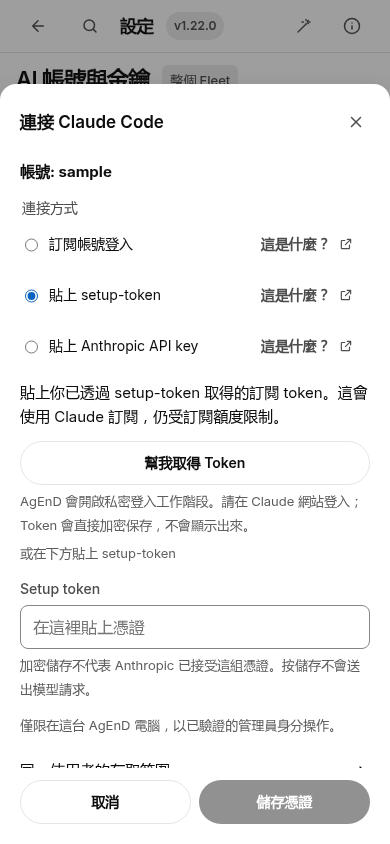 設定 v1.22.0
AI 帳號與金鑰 整個 Fleet
連接 Claude Code
帳號: sample
連接方式
訂閱帳號登入 這是什麼？
貼上 setup-token 這是什麼？
貼上 Anthropic API key 這是什麼？
貼上你已透過 setup-token 取得的訂閱 token。這會
使用 Claude 訂閱，仍受訂閱額度限制。
幫我取得 Token
AgEnD 會開啟私密登入工作階段。請在 Claude 網站登入；
Token 會直接加密保存，不會顯示出來。
或在下方貼上 setup-token
Setup token
在這裡貼上憑證
加密儲存不代表 Anthropic 已接受這組憑證。按儲存不會送
出模型請求。
僅限在這台 AgEnD 電腦，以已驗證的管理員身分操作。
取消 儲存憑證